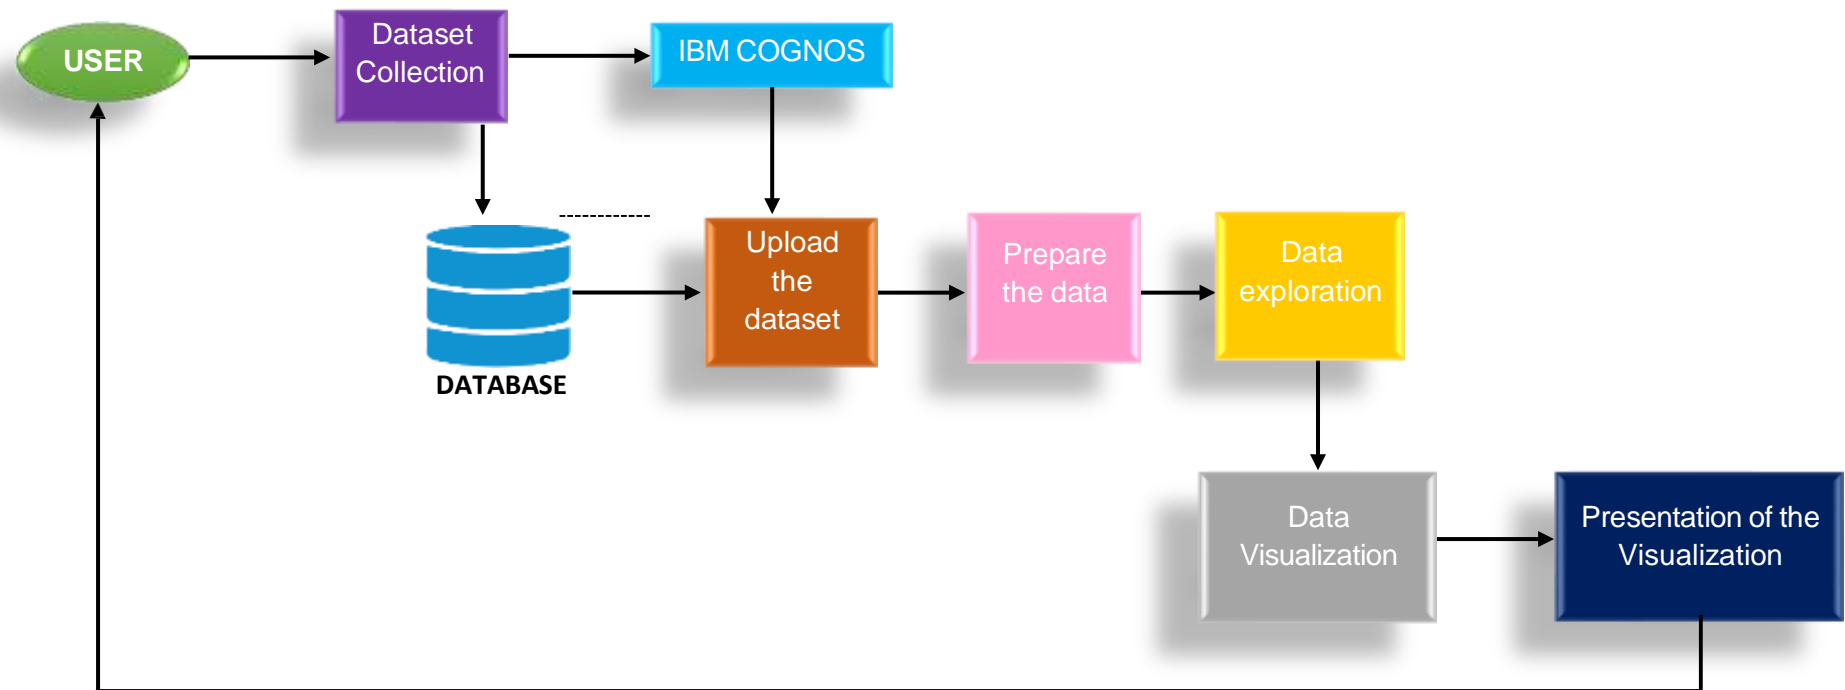 USER
Dataset
Collection
IBM COGNOS
DATABASE
Upload
the
dataset
Prepare
the data
Data
exploration
Data
Visualization
Presentation of the
Visualization